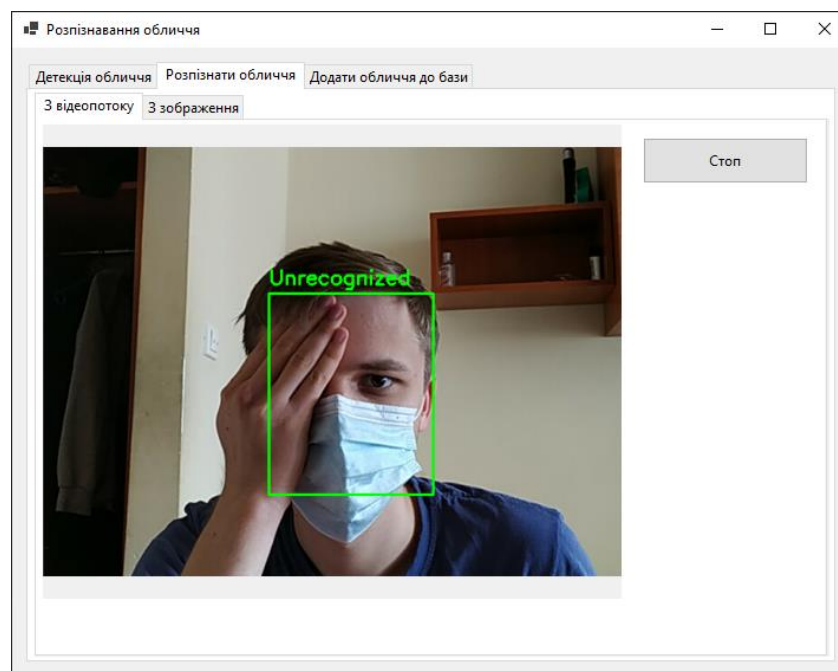 Розпізнавання обличчя
Детекція обличчя Розпізнати обличчя Додати обличчя до бази
З відеопотоку З зображення
Стоп
Unrecognized